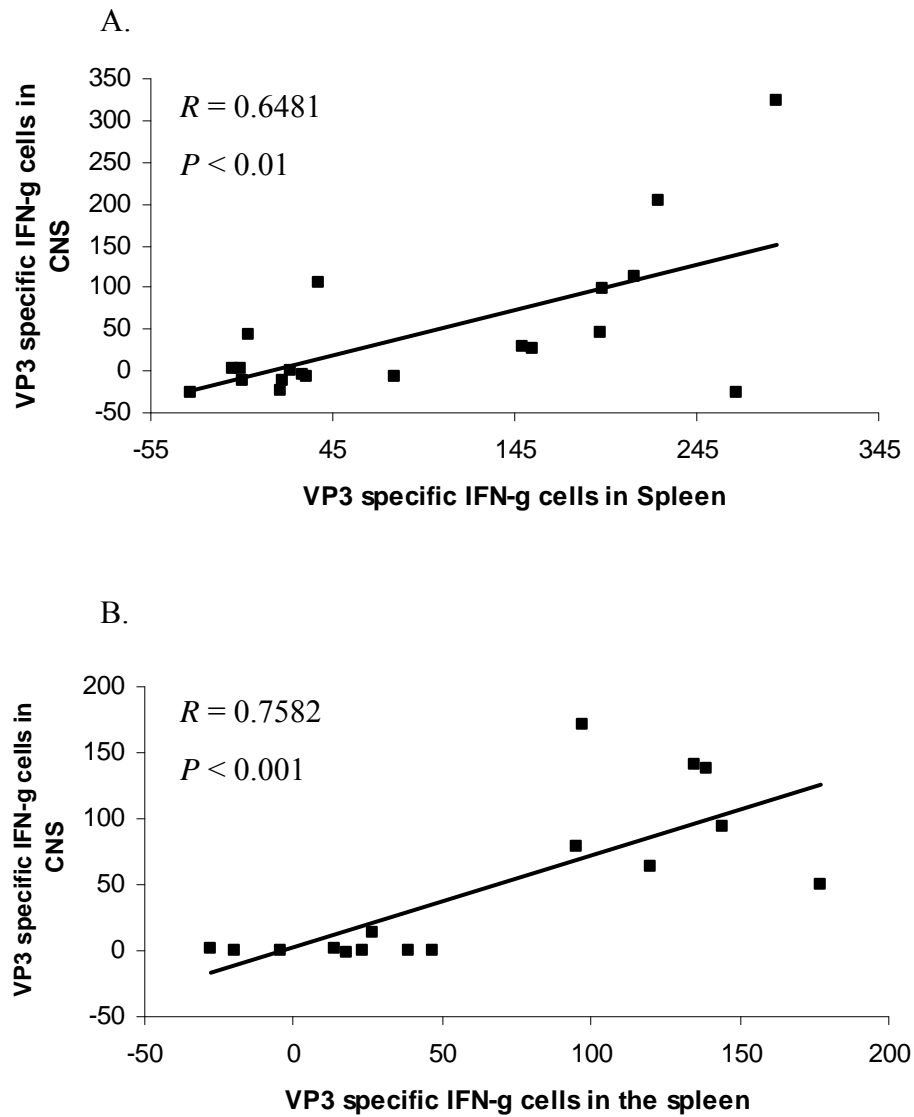 A.
VP3 specific IFN-g cells in
CNS
350
300
250
200
150
100
50
0
-50
R = 0.6481
P < 0.01
-55 45 145 245 345
VP3 specific IFN-g cells in Spleen
B.
VP3 specific IFN-g cells in
CNS
200
150
100
50
0
-50
R = 0.7582
P < 0.001
-50 0 50 100 150 200
VP3 specific IFN-g cells in the spleen